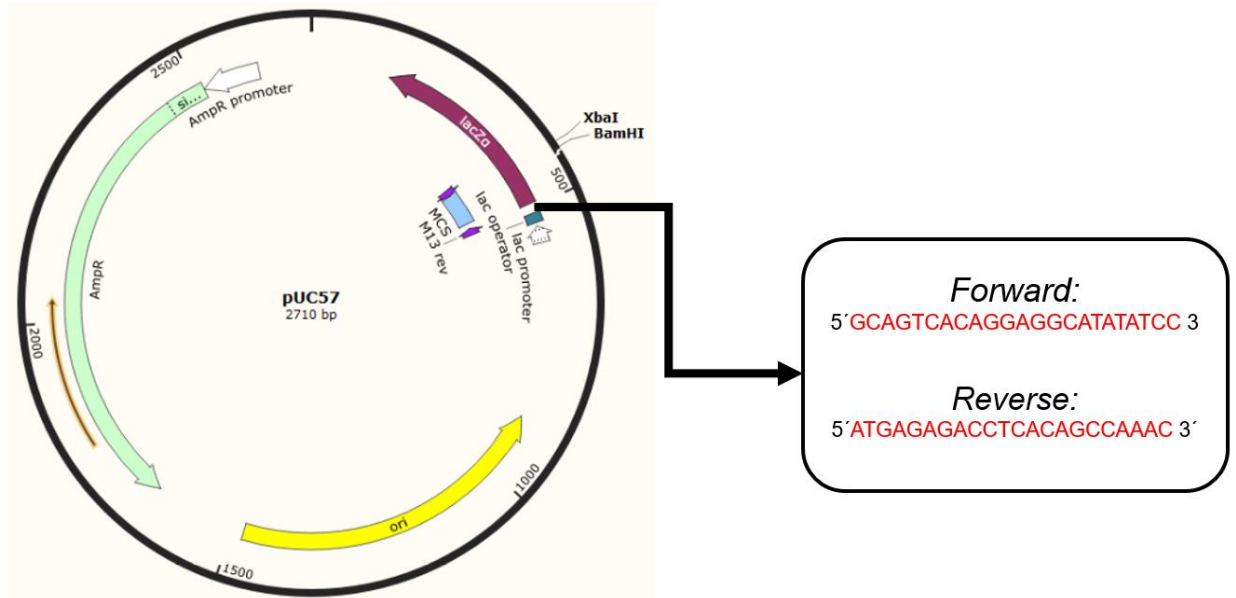 2500
si...
AmpR promoter
lacZα
XbaI
BamHI
500
MCS
M13 rev
lac operator
lac promoter
AmpR
pUC57
2710 bp
2000
ori
1000
1500
Forward:
5´GCAGTCACAGGAGGCATATATCC 3
Reverse:
5´ATGAGAGACCTCACAGCCAAAC 3´